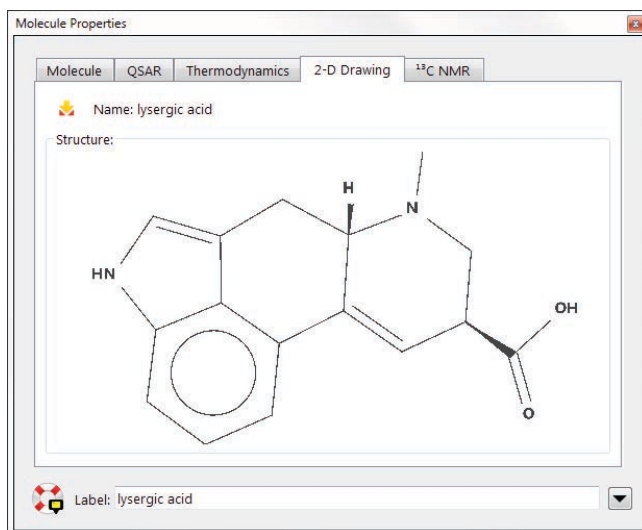 Molecule Properties
Molecule QSAR Thermodynamics 2-D Drawing ¹³C NMR
Name: lysergic acid
Structure:
H
N
HN
OH
O
Label: lysergic acid